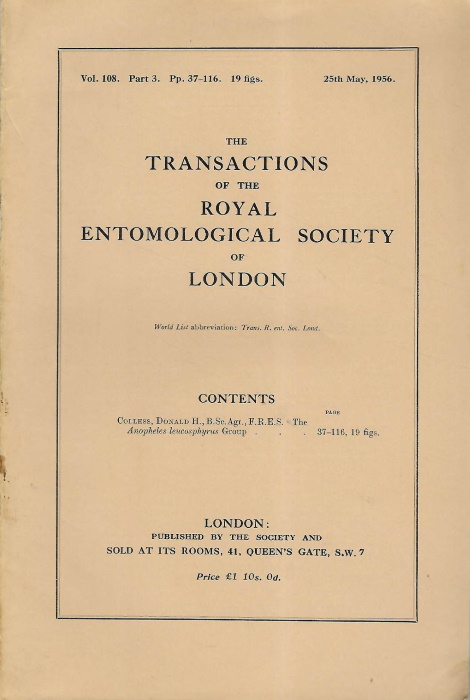 Vol. 108. Part 3. Pp. 37–116. 19 figs. 25th May, 1956.
THE
TRANSACTIONS
OF THE
ROYAL
ENTOMOLOGICAL SOCIETY
OF
LONDON
World List abbreviation: Trans. R. ent. Soc. Lond.
CONTENTS
PAGE
COLLESS, DONALD H., B.Sc.Agr., F.R.E.S. The
Anopheles leucosphyrus Group . . . 37–116, 19 figs.
LONDON:
PUBLISHED BY THE SOCIETY AND
SOLD AT ITS ROOMS, 41, QUEEN'S GATE, S.W. 7
Price £1 10s. 0d.